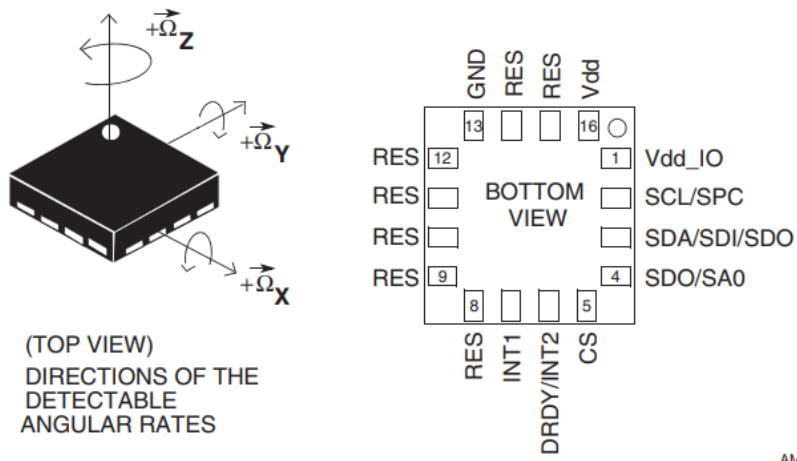 +Ω Z
+Ω Y
+Ω X
(TOP VIEW)
DIRECTIONS OF THE
DETECTABLE
ANGULAR RATES
GND
RES
RES
Vdd
13
16
RES 12
1 Vdd_IO
RES
SCL/SPC
BOTTOM
VIEW
RES
SDA/SDI/SDO
RES 9
4 SDO/SA0
8
5
RES
INT1
DRDY/INT2
CS
AM